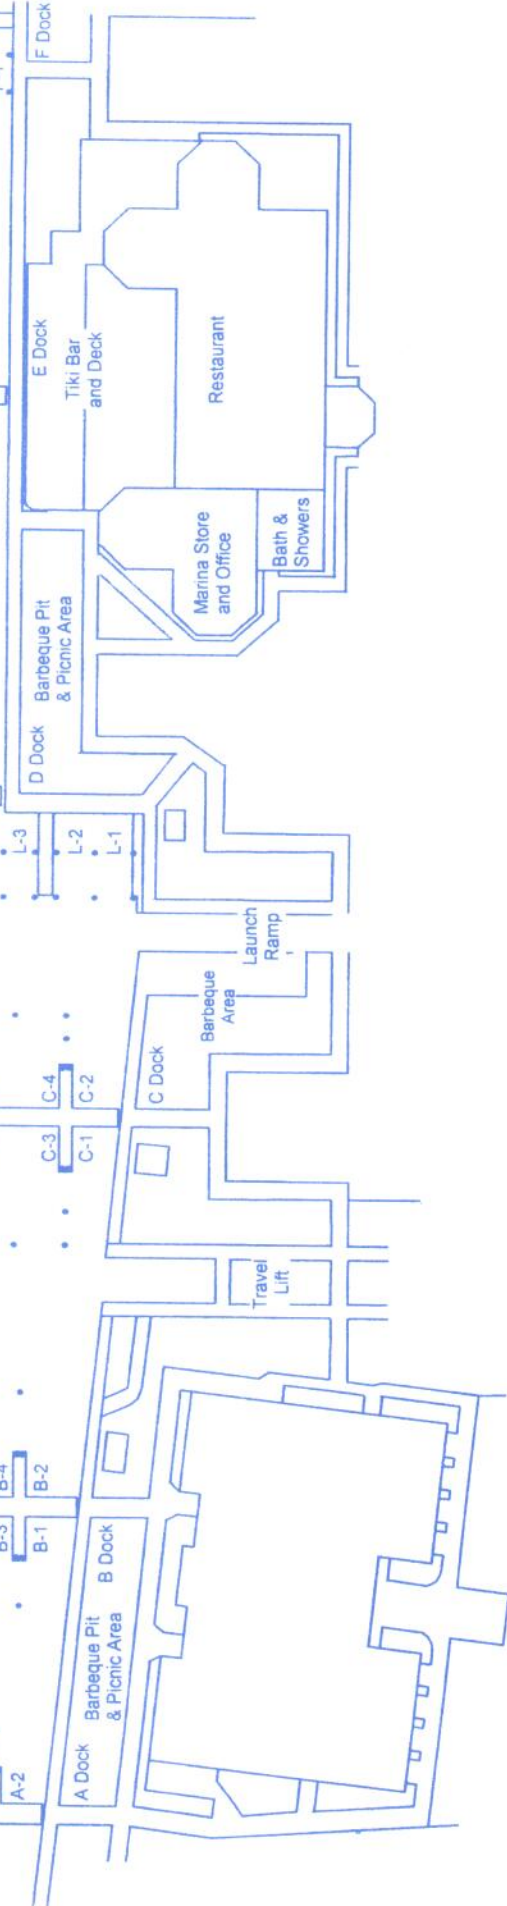 F Dock
E Dock
Tiki Bar
and Deck
Restaurant
Marina Store
and Office
Bath &
Showers
Barbeque Pit
& Picnic Area
D Dock
L-3
L-2
L-1
Launch
Ramp
Barbeque
Area
C Dock
C-4
C-2
C-3
C-1
Travel
Lift
B-4
B-2
B-3
B-1
B Dock
Barbeque Pit
& Picnic Area
A Dock
A-2